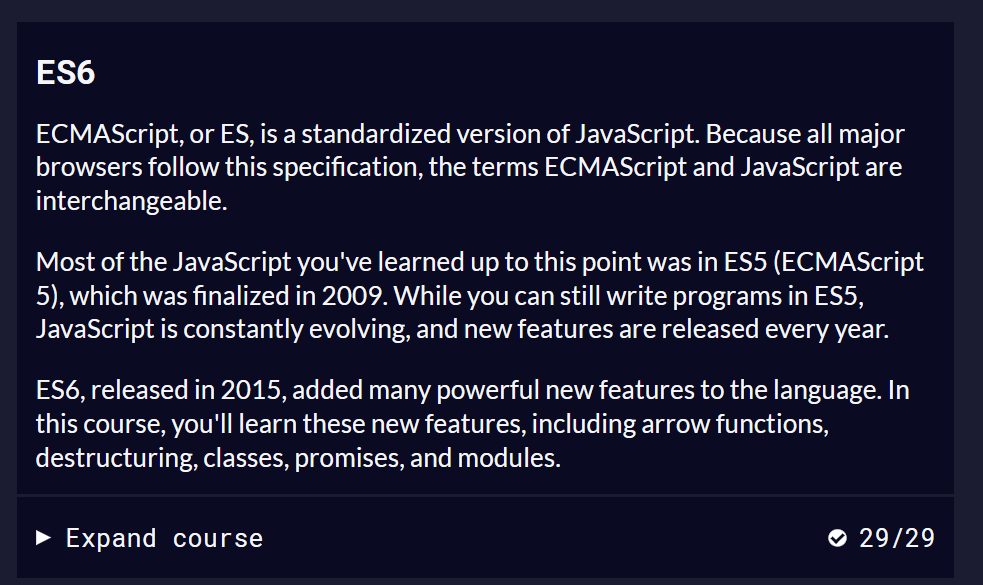 ES6
ECMAScript, or ES, is a standardized version of JavaScript. Because all major
browsers follow this specification, the terms ECMAScript and JavaScript are
interchangeable.
Most of the JavaScript you've learned up to this point was in ES5 (ECMAScript
5), which was finalized in 2009. While you can still write programs in ES5,
JavaScript is constantly evolving, and new features are released every year.
ES6, released in 2015, added many powerful new features to the language. In
this course, you'll learn these new features, including arrow functions,
destructuring, classes, promises, and modules.
Expand course 29/29